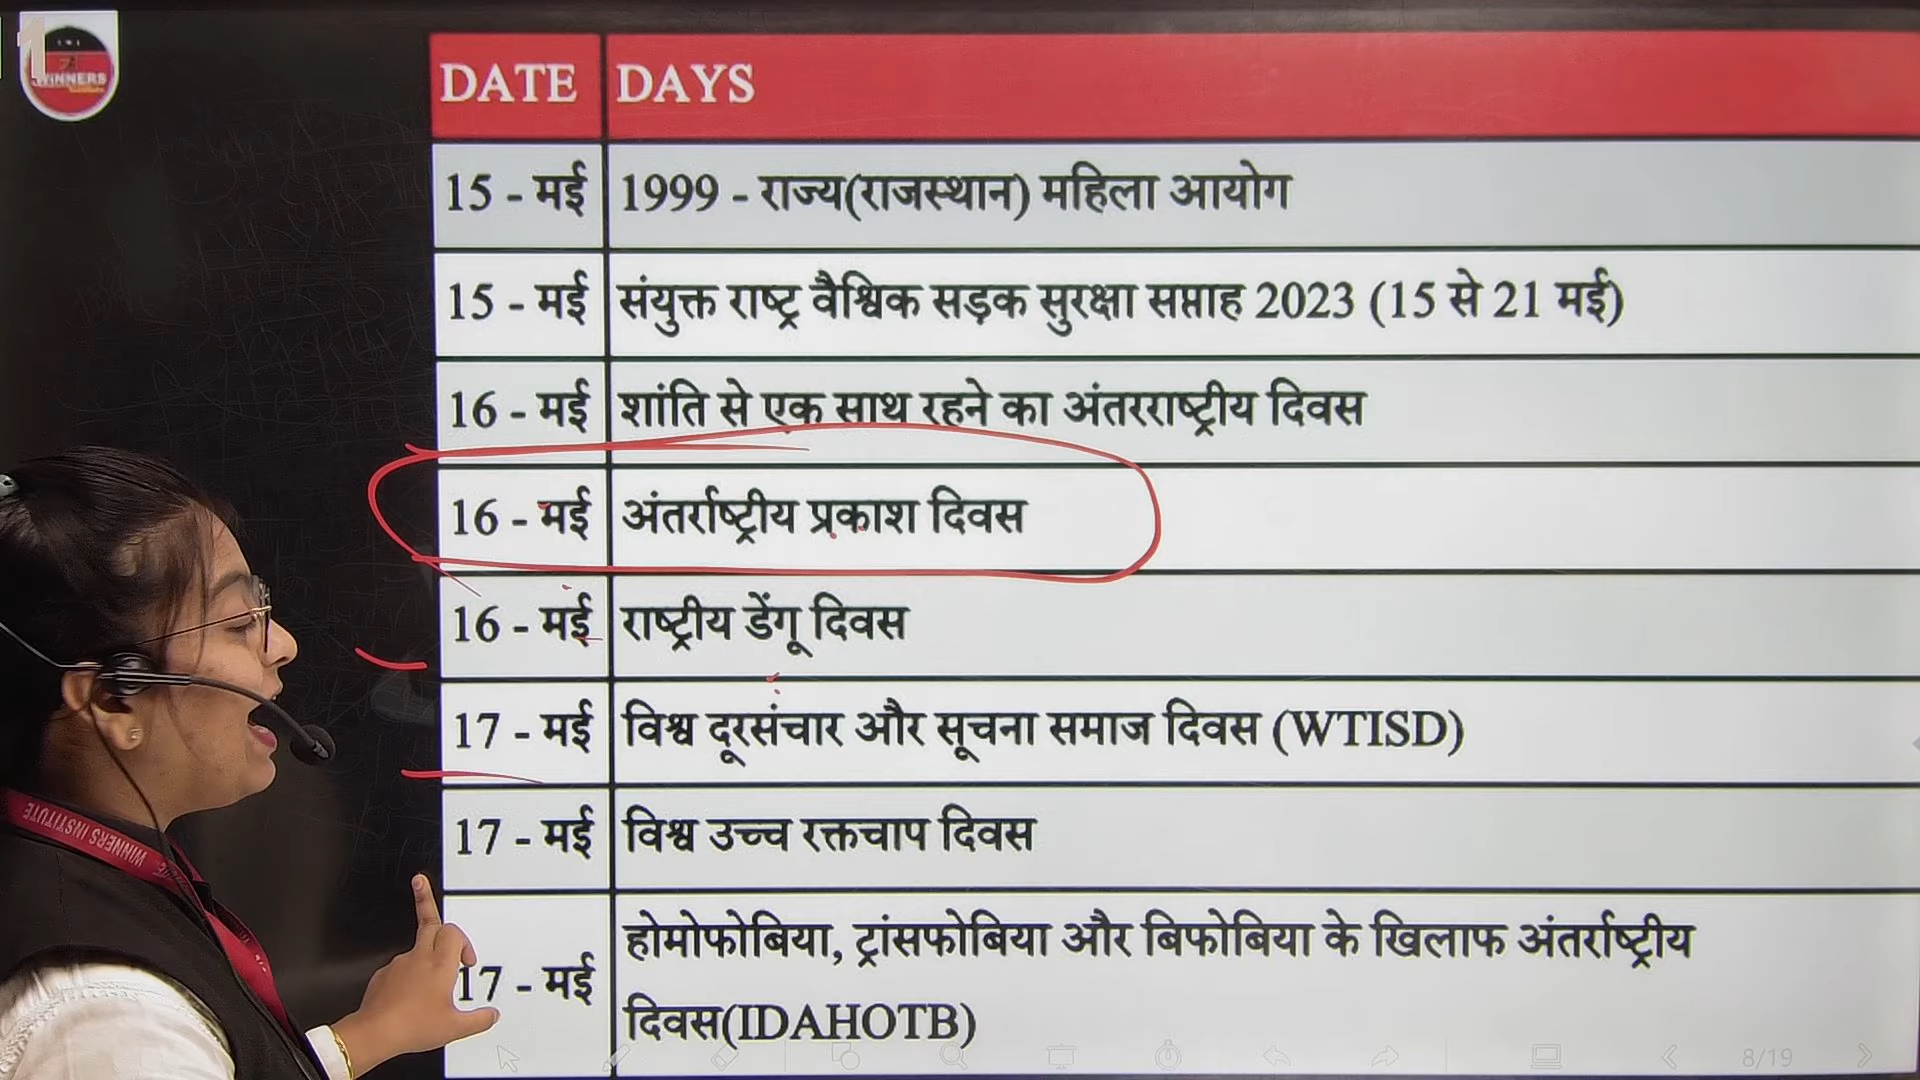 WiNNERS
DATE DAYS
15 - मई 1999 - राज्य(राजस्थान) महिला आयोग
15 - मई संयुक्त राष्ट्र वैश्विक सड़क सुरक्षा सप्ताह 2023 (15 से 21 मई)
16 - मई शांति से एक साथ रहने का अंतरराष्ट्रीय दिवस
16 - मई अंतर्राष्ट्रीय प्रकाश दिवस
16 - मई राष्ट्रीय डेंगू दिवस
17 - मई विश्व दूरसंचार और सूचना समाज दिवस (WTISD)
17 - मई विश्व उच्च रक्तचाप दिवस
17 - मई होमोफोबिया, ट्रांसफोबिया और बिफोबिया के खिलाफ अंतर्राष्ट्रीय
दिवस(IDAHOTB)
WINNERS INSTITUTE
8/19